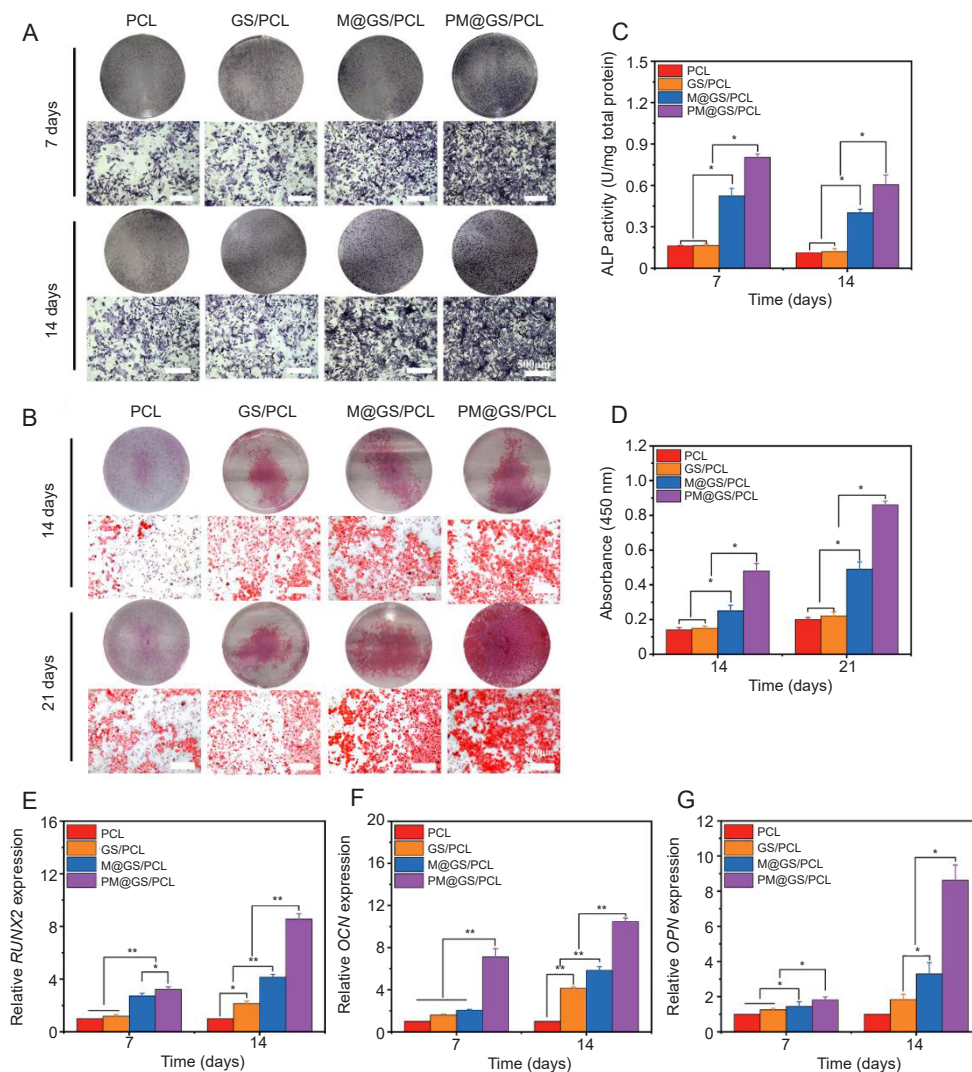 A
PCL
GS/PCL
M@GS/PCL
PM@GS/PCL
7 days
14 days
500μm
B
PCL
GS/PCL
M@GS/PCL
PM@GS/PCL
14 days
21 days
C
ALP activity (U/mg total protein)
1.5
1.2
0.9
0.6
0.3
0
PCL
GS/PCL
M@GS/PCL
PM@GS/PCL
*
*
*
*
7
14
Time (days)
D
Absorbance (450 nm)
1.2
1.0
0.8
0.6
0.4
0.2
0
PCL
GS/PCL
M@GS/PCL
PM@GS/PCL
*
*
*
*
14
21
Time (days)
E
Relative RUNX2 expression
16
12
8
4
0
PCL
GS/PCL
M@GS/PCL
PM@GS/PCL
**
*
**
**
*
7
14
Time (days)
F
Relative OCN expression
20
16
12
8
4
0
PCL
GS/PCL
M@GS/PCL
PM@GS/PCL
**
**
**
**
7
14
Time (days)
G
Relative OPN expression
12
10
8
6
4
2
0
PCL
GS/PCL
M@GS/PCL
PM@GS/PCL
*
*
*
*
7
14
Time (days)